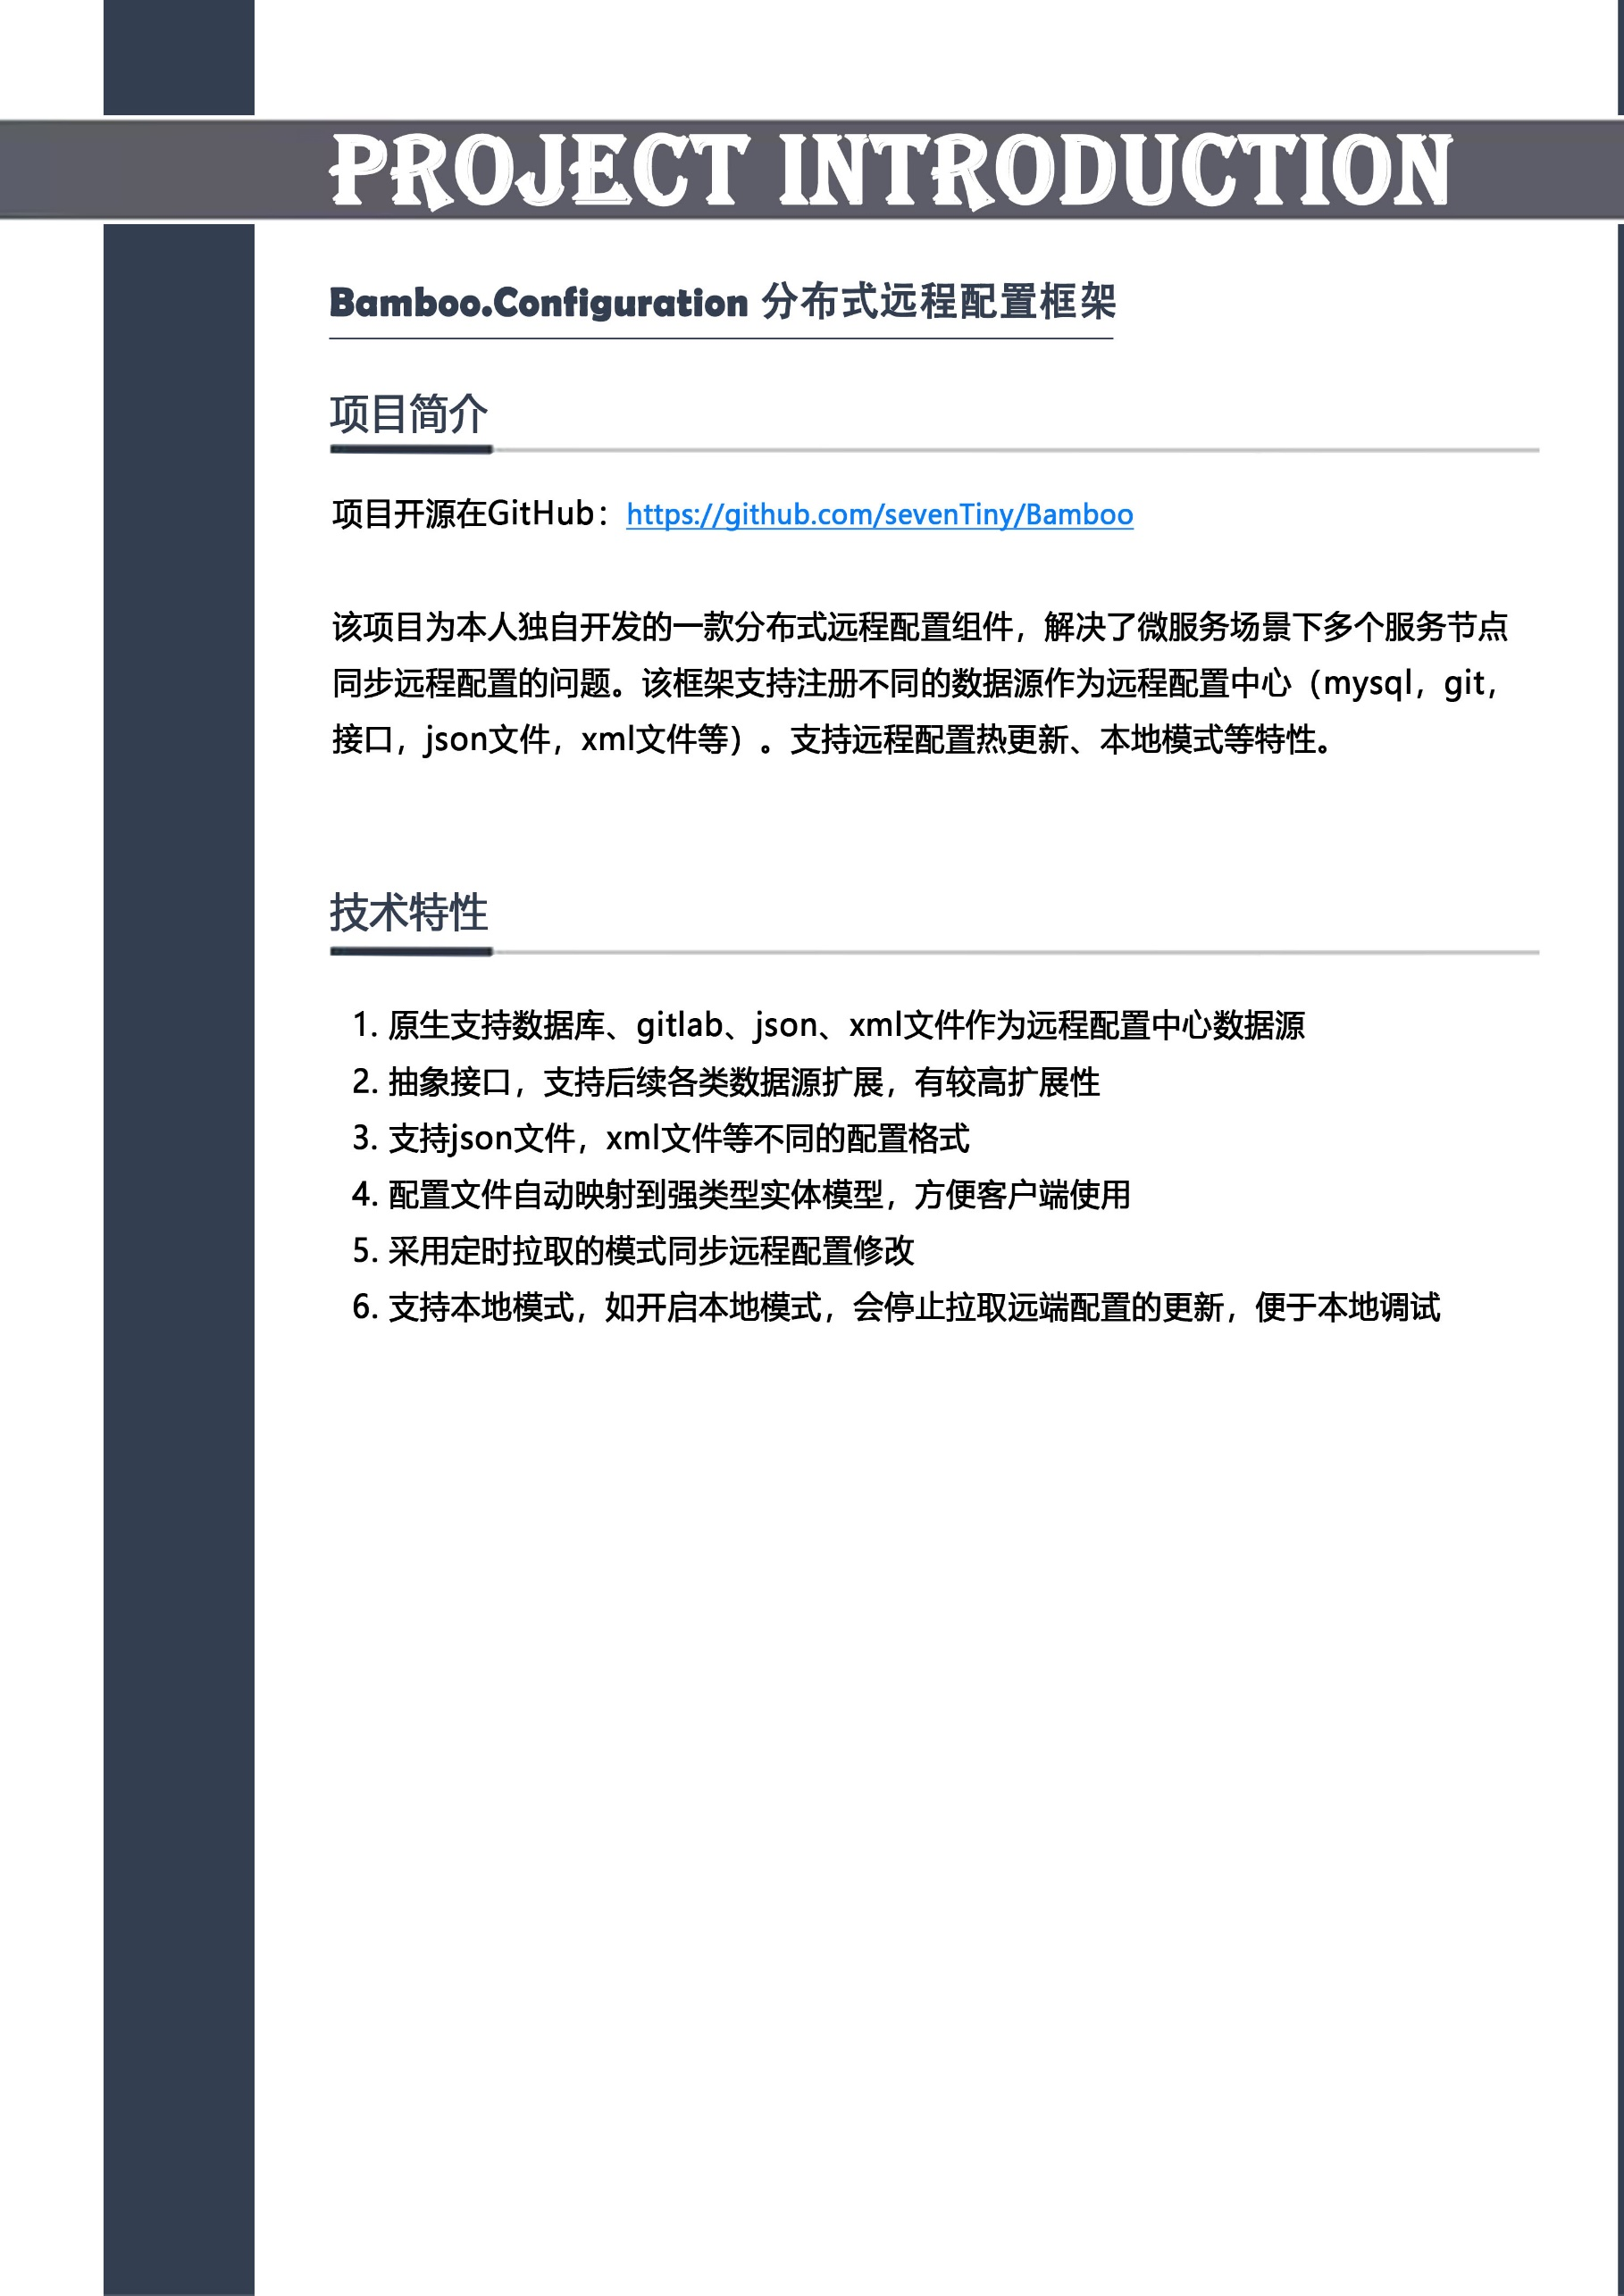 PROJECT INTRODUCTION
Bamboo.Configuration 分布式远程配置框架
项目简介
项目开源在GitHub：https://github.com/sevenTiny/Bamboo
该项目为本人独自开发的一款分布式远程配置组件，解决了微服务场景下多个服务节点
同步远程配置的问题。该框架支持注册不同的数据源作为远程配置中心（mysql，git，
接口，json文件，xml文件等）。支持远程配置热更新、本地模式等特性。
技术特性
1. 原生支持数据库、gitlab、json、xml文件作为远程配置中心数据源
2. 抽象接口，支持后续各类数据源扩展，有较高扩展性
3. 支持json文件，xml文件等不同的配置格式
4. 配置文件自动映射到强类型实体模型，方便客户端使用
5. 采用定时拉取的模式同步远程配置修改
6. 支持本地模式，如开启本地模式，会停止拉取远端配置的更新，便于本地调试